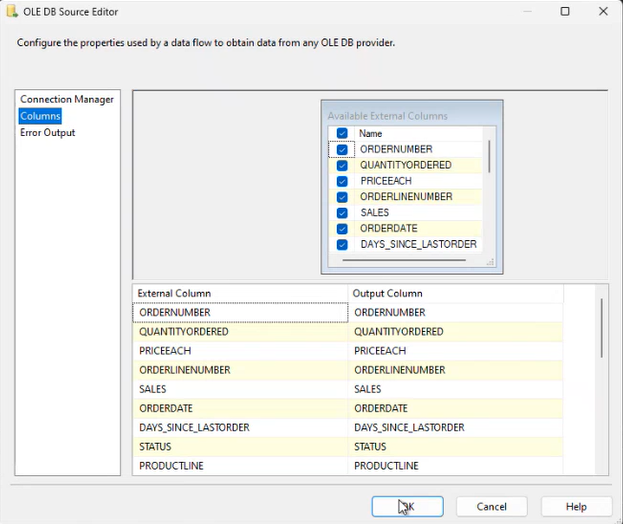 OLE DB Source Editor
Configure the properties used by a data flow to obtain data from any OLE DB provider.
Connection Manager
Columns
Error Output
Available External Columns
Name
ORDERNUMBER
QUANTITYORDERED
PRICEEACH
ORDERLINENUMBER
SALES
ORDERDATE
DAYS_SINCE_LASTORDER
External Column Output Column
ORDERNUMBER ORDERNUMBER
QUANTITYORDERED QUANTITYORDERED
PRICEEACH PRICEEACH
ORDERLINENUMBER ORDERLINENUMBER
SALES SALES
ORDERDATE ORDERDATE
DAYS_SINCE_LASTORDER DAYS_SINCE_LASTORDER
STATUS STATUS
PRODUCTLINE PRODUCTLINE
Cancel Help